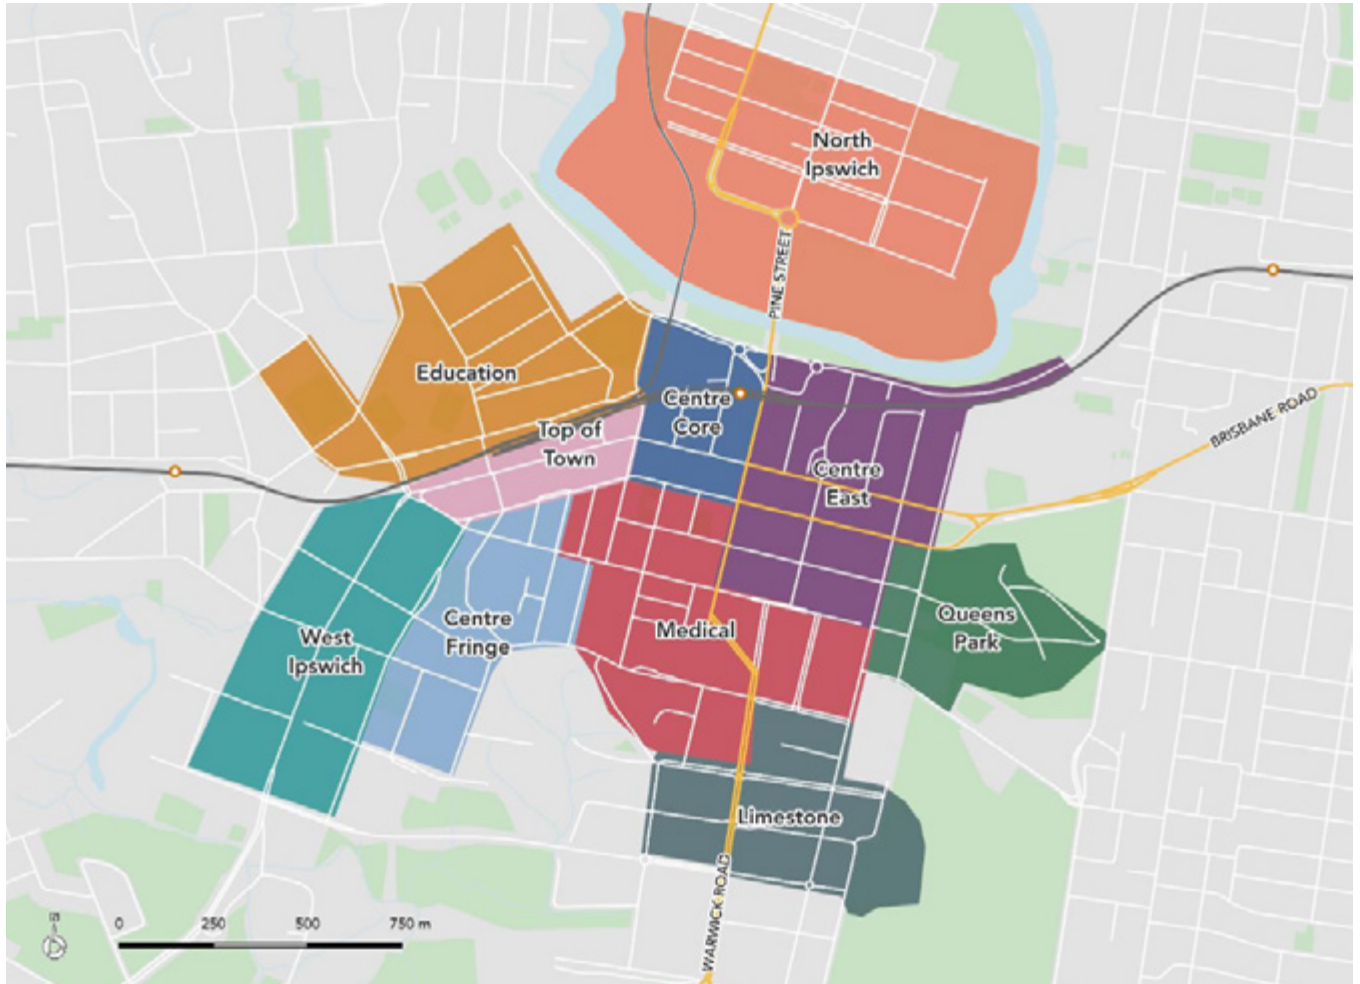 North
Ipswich
PINE STREET
Education
Centre
Core
Top of
Town
BRISBANE ROAD
Centre
East
Centre
Fringe
West
Ipswich
Medical
Queens
Park
Limestone
WARWICK ROAD
0 250 500 750 m